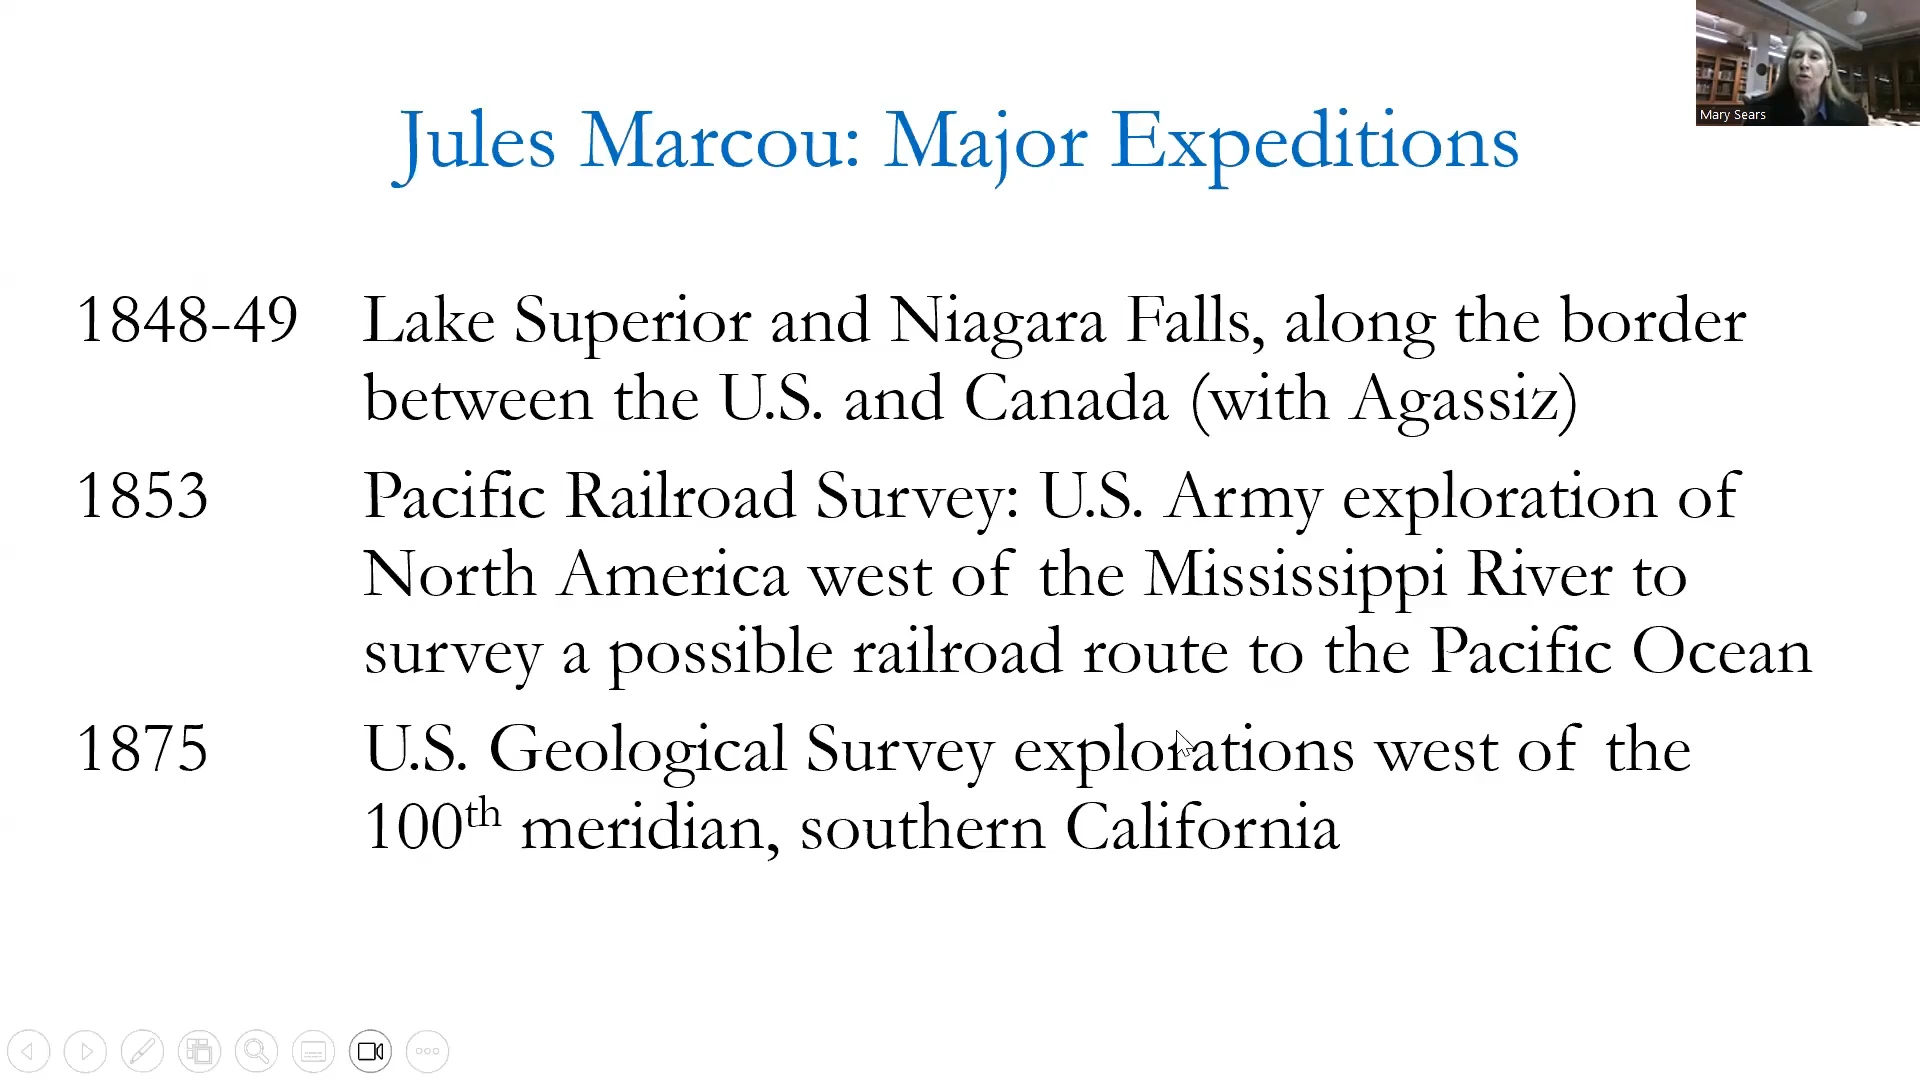 Mary Sears
Jules Marcou: Major Expeditions
1848-49 Lake Superior and Niagara Falls, along the border
between the U.S. and Canada (with Agassiz)
1853 Pacific Railroad Survey: U.S. Army exploration of
North America west of the Mississippi River to
survey a possible railroad route to the Pacific Ocean
1875 U.S. Geological Survey explorations west of the
100th meridian, southern California